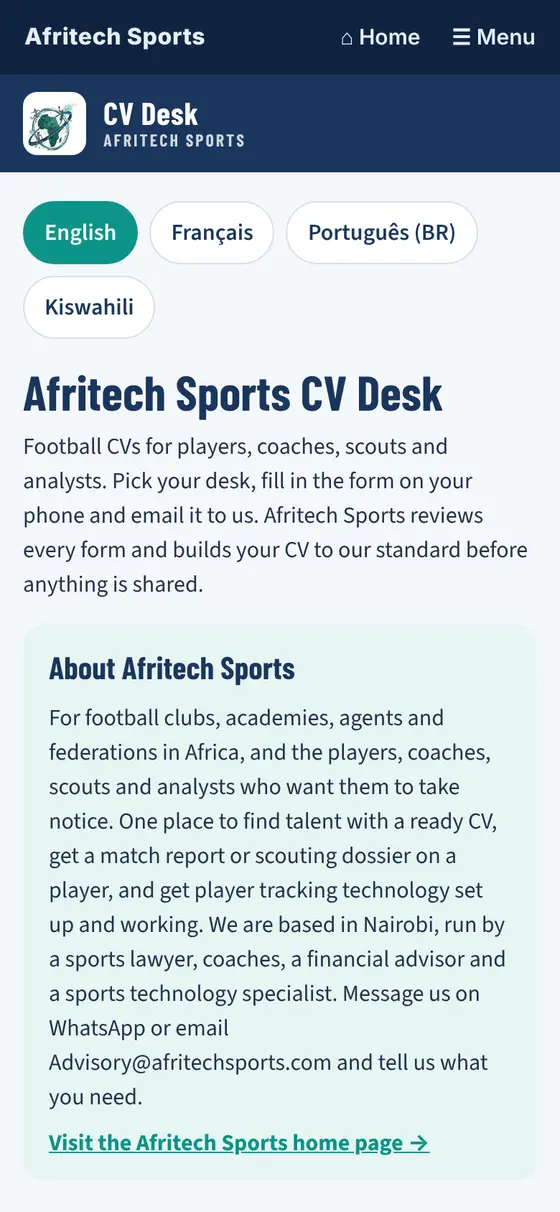 Afritech Sports
⌂ Home
☰ Menu
CV Desk
AFRITECH SPORTS
English
Français
Português (BR)
Kiswahili
Afritech Sports CV Desk
Football CVs for players, coaches, scouts and
analysts. Pick your desk, fill in the form on your
phone and email it to us. Afritech Sports reviews
every form and builds your CV to our standard before
anything is shared.
About Afritech Sports
For football clubs, academies, agents and
federations in Africa, and the players, coaches,
scouts and analysts who want them to take
notice. One place to find talent with a ready CV,
get a match report or scouting dossier on a
player, and get player tracking technology set
up and working. We are based in Nairobi, run by
a sports lawyer, coaches, a financial advisor and
a sports technology specialist. Message us on
WhatsApp or email
Advisory@afritechsports.com and tell us what
you need.
Visit the Afritech Sports home page →